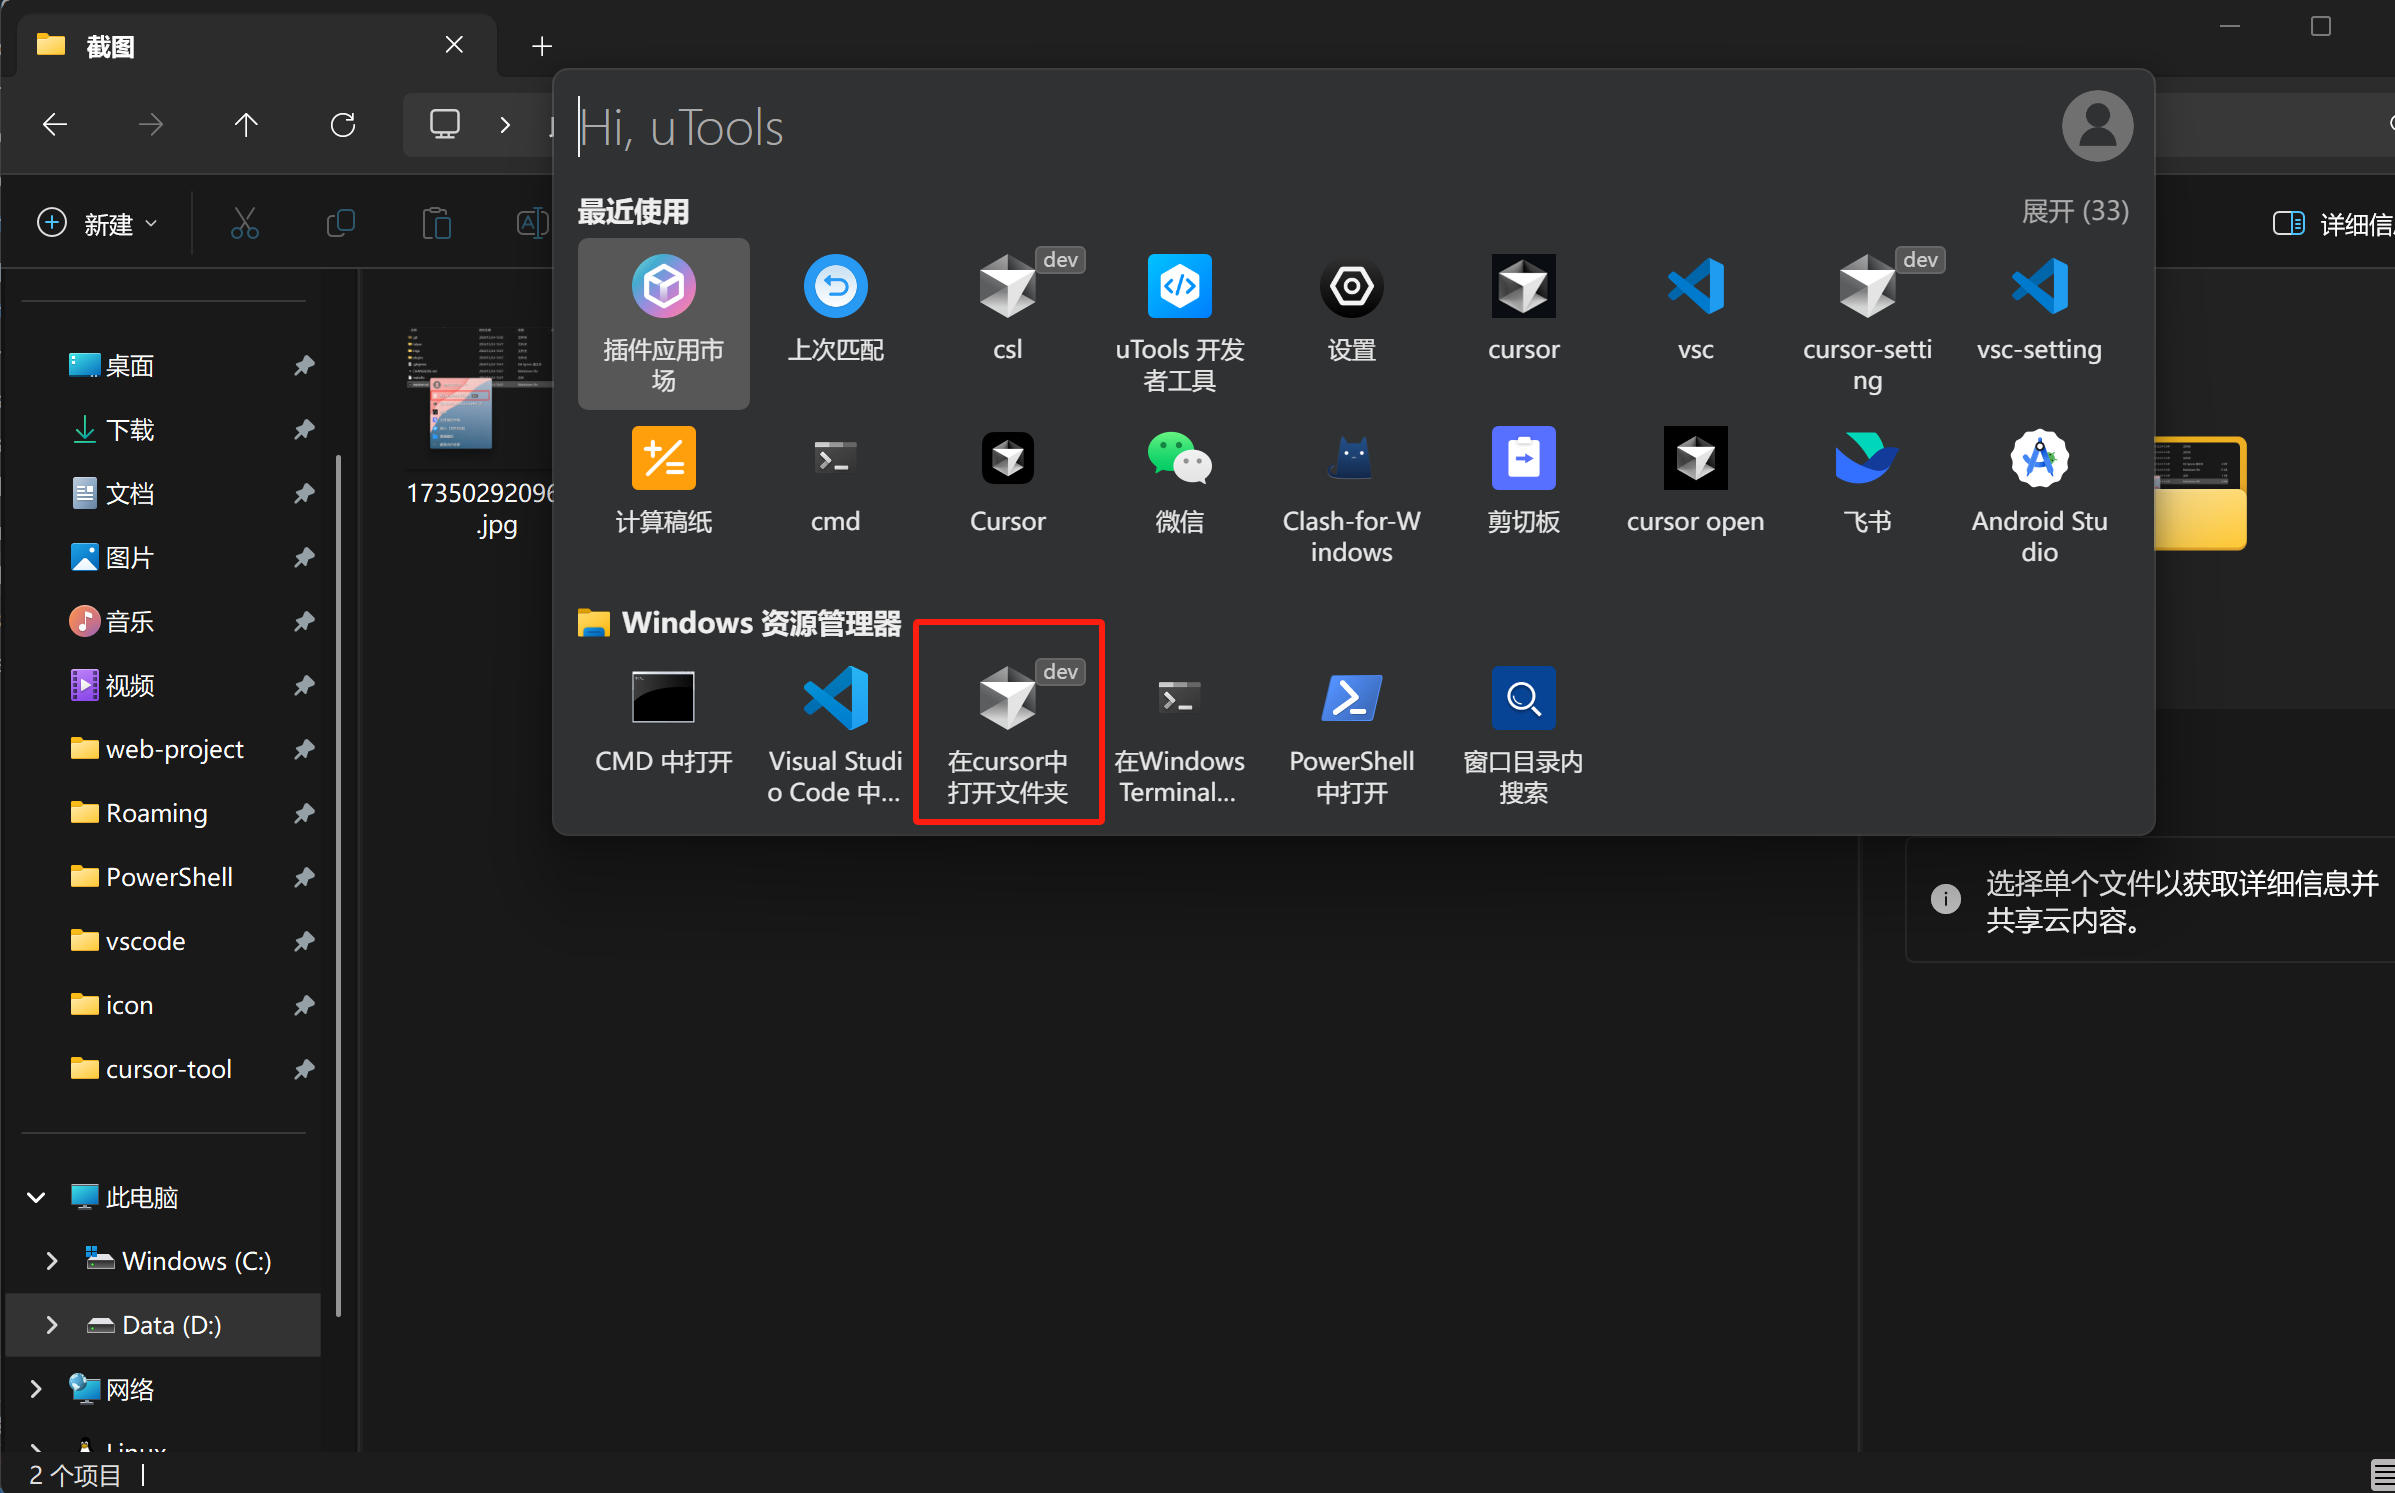 截图
Hi, uTools
新建
详细信
最近使用
展开 (33)
插件应用市
场
上次匹配
dev
csl
uTools 开发
者工具
设置
cursor
vsc
dev
cursor-setti
ng
vsc-setting
计算稿纸
cmd
Cursor
微信
Clash-for-W
indows
剪切板
cursor open
飞书
Android Stu
dio
Windows 资源管理器
CMD 中打开
Visual Studi
o Code 中...
dev
在cursor中
打开文件夹
在Windows
Terminal...
PowerShell
中打开
窗口目录内
搜索
桌面
下载
文档
图片
音乐
视频
web-project
Roaming
PowerShell
vscode
icon
cursor-tool
此电脑
Windows (C:)
Data (D:)
网络
Linux
17350292096
.jpg
选择单个文件以获取详细信息并
共享云内容。
2 个项目